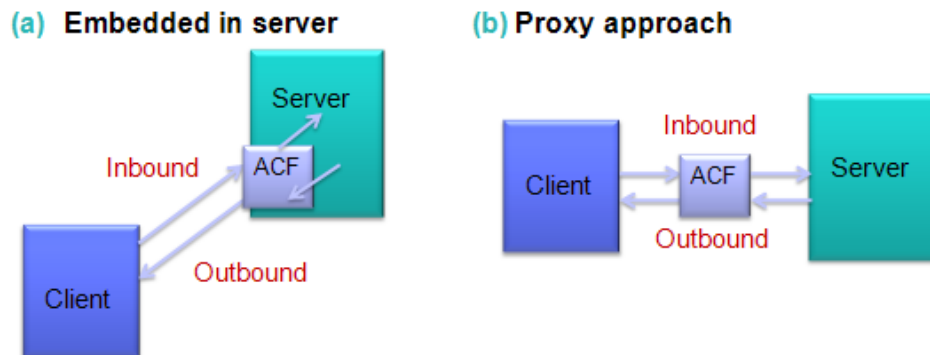 (a) Embedded in server
Server
Inbound
ACF
Outbound
Client
(b) Proxy approach
Inbound
Client
ACF
Server
Outbound